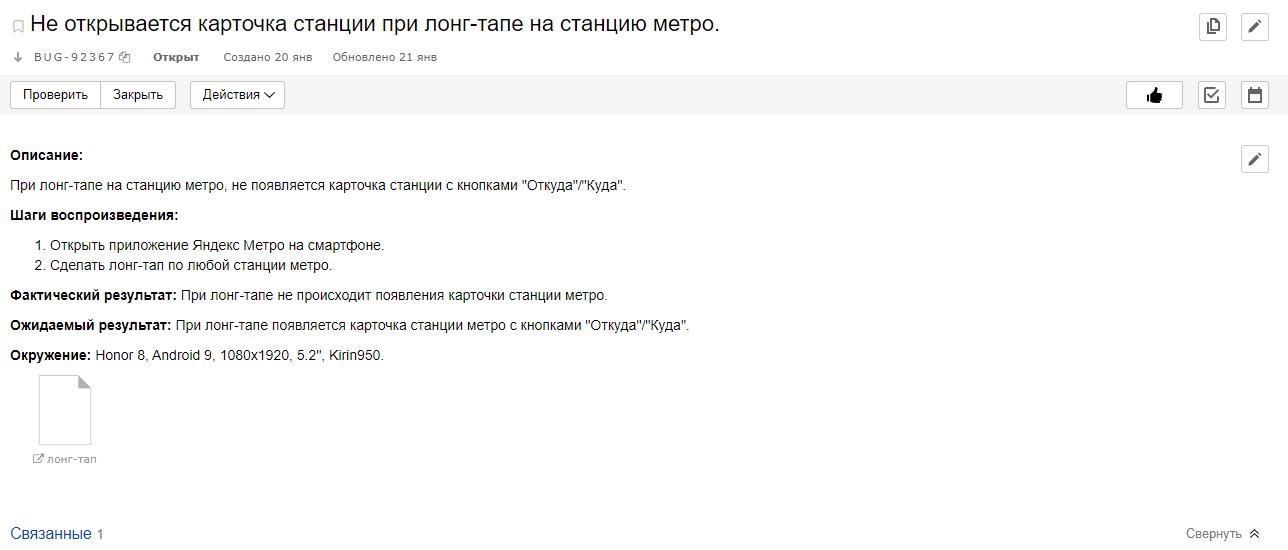 Не открывается карточка станции при лонг-тапе на станцию метро.
BUG-92367 Открыт Создано 20 янв Обновлено 21 янв
Проверить Закрыть Действия
Описание:
При лонг-тапе на станцию метро, не появляется карточка станции с кнопками "Откуда"/"Куда".
Шаги воспроизведения:
1. Открыть приложение Яндекс Метро на смартфоне.
2. Сделать лонг-тап по любой станции метро.
Фактический результат: При лонг-тапе не происходит появления карточки станции метро.
Ожидаемый результат: При лонг-тапе появляется карточка станции метро с кнопками "Откуда"/"Куда".
Окружение: Honor 8, Android 9, 1080x1920, 5.2", Kirin950.
лонг-тап
Связанные 1 Свернуть